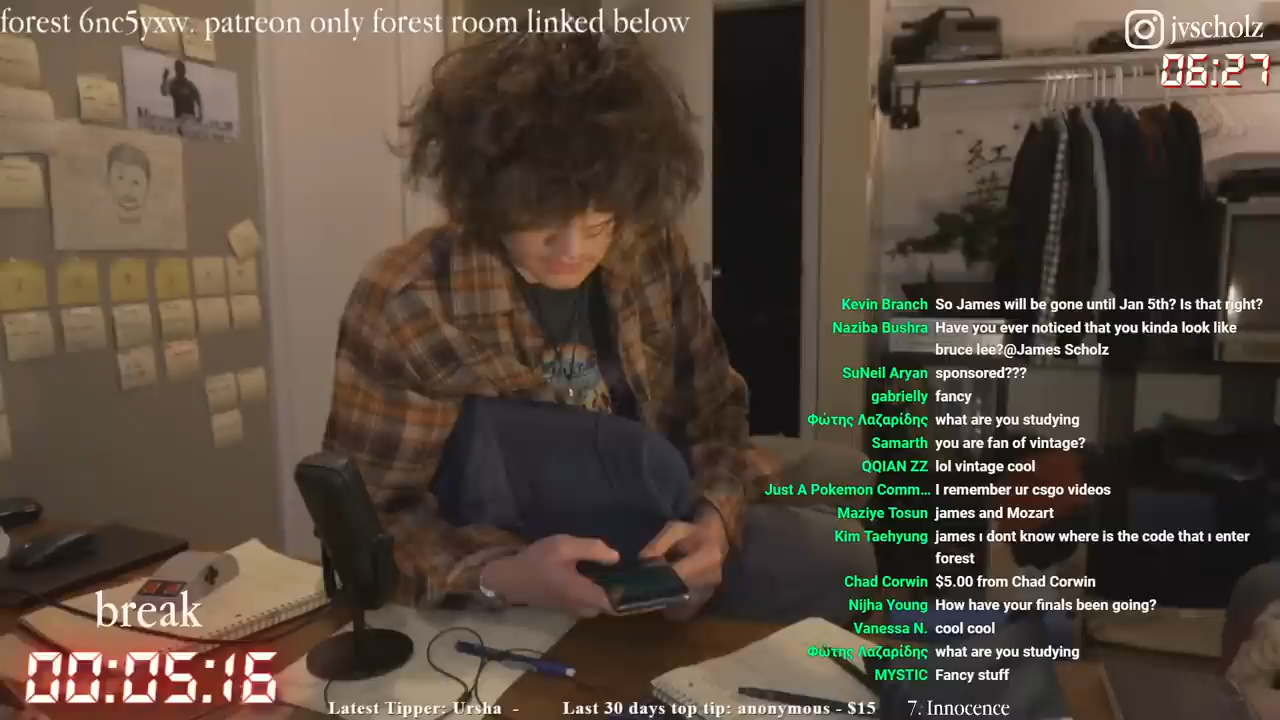 forest 6nc5yxw. patreon only forest room linked below
jvscholz
06:27
Kevin Branch So James will be gone until Jan 5th? Is that right?
Naziba Bushra Have you ever noticed that you kinda look like
bruce lee?@James Scholz
SuNeil Aryan sponsored???
gabrielly fancy
Φώτης Λαζαρίδης what are you studying
Samarth you are fan of vintage?
QQIAN ZZ lol vintage cool
Just A Pokemon Comm... I remember ur csgo videos
Maziye Tosun james and Mozart
Kim Taehyung james ı dont know where is the code that ı enter
forest
Chad Corwin $5.00 from Chad Corwin
Nijha Young How have your finals been going?
Vanessa N. cool cool
Φώτης Λαζαρίδης what are you studying
MYSTIC Fancy stuff
break
00:05:16
Latest Tipper: Ursha - Last 30 days top tip: anonymous - $15 7. Innocence